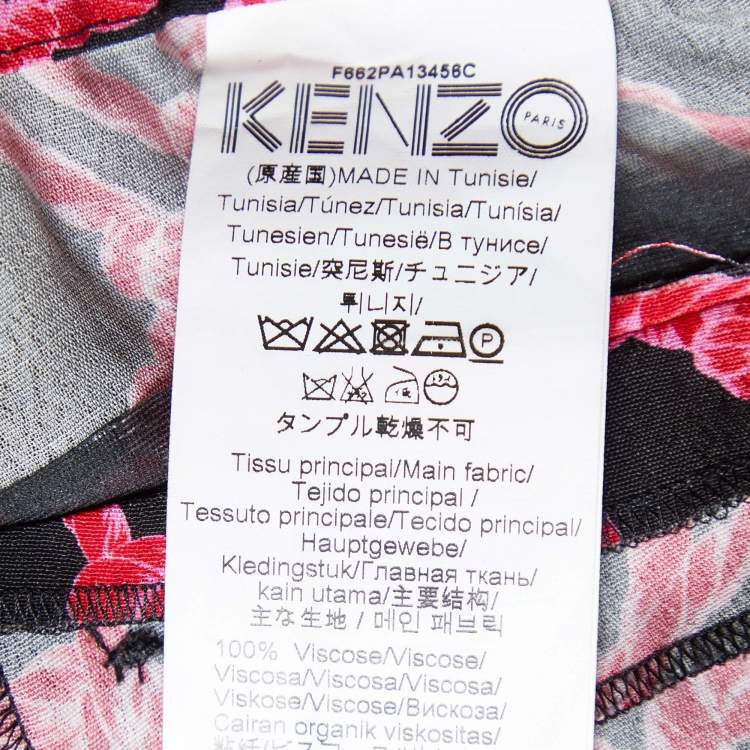 F662PA13456C
KENZO PARIS
(原産国)MADE IN Tunisie/
Tunisia/Túnez/Tunisia/Tunísia/
Tunesien/Tunesië/В тунисе/
Tunisie/突尼斯/チュニジア/
튀니지/
P
タンブル乾燥不可
Tissu principal/Main fabric/
Tejido principal /
Tessuto principale/Tecido principal/
Hauptgewebe/
Kledingstuk/Главная ткань/
kain utama/主要结构/
主な生地 / 메인 패브릭
100% Viscose/Viscose/
Viscosa/Viscosa/Viscosa/
Viskose/Viscose/Вискоза/
Cairan organik viskositas/